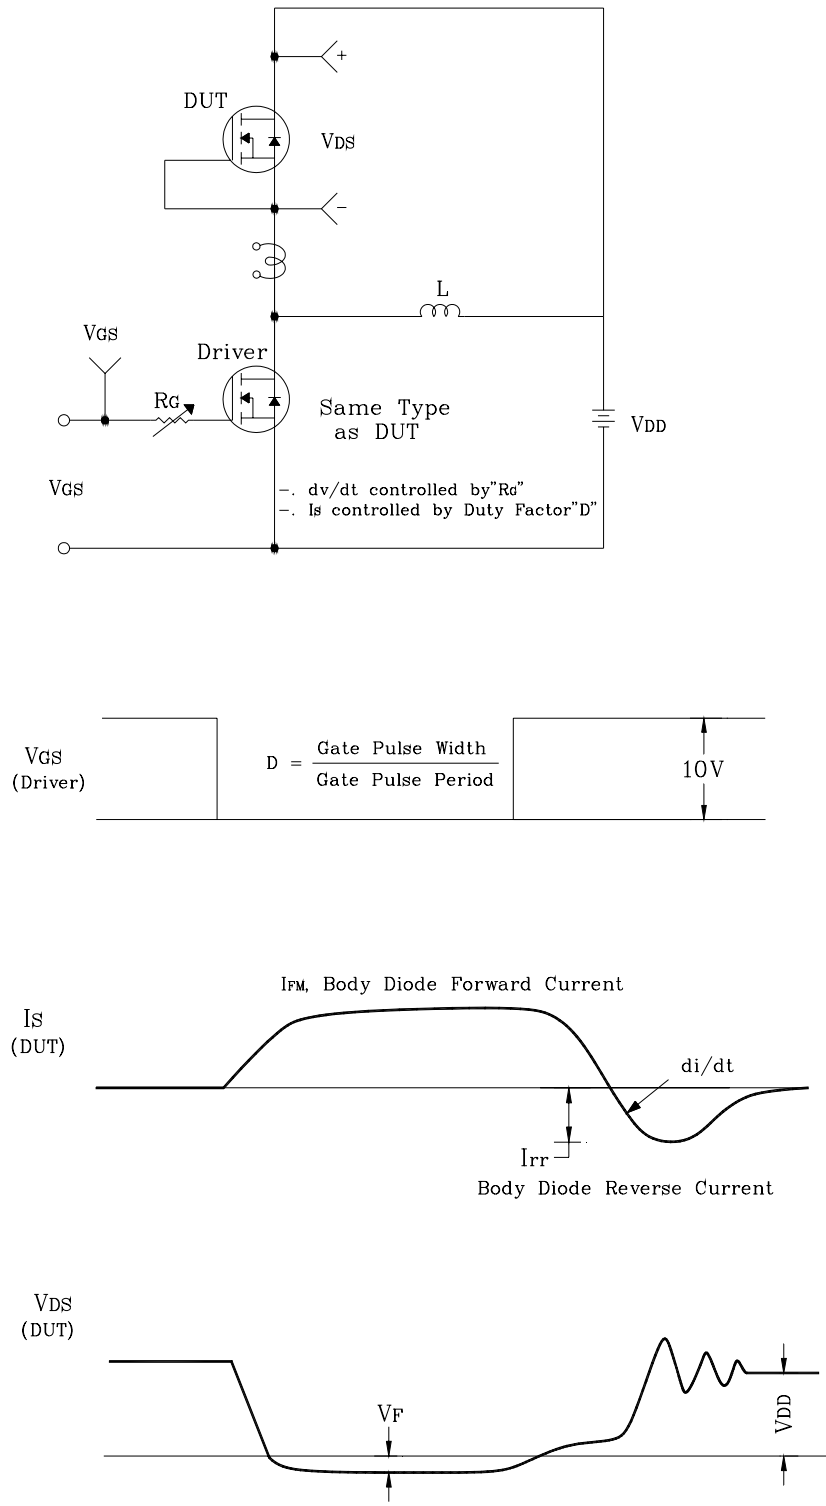 +
DUT
VDS
−
L
VGS
Driver
RG
Same Type
as DUT
VDD
VGS
−. dv/dt controlled by"RG"
−. Is controlled by Duty Factor"D"
VGS
(Driver)
D = Gate Pulse Width
Gate Pulse Period
10V
IFM, Body Diode Forward Current
IS
(DUT)
di/dt
Irr
Body Diode Reverse Current
VDS
(DUT)
VF
VDD